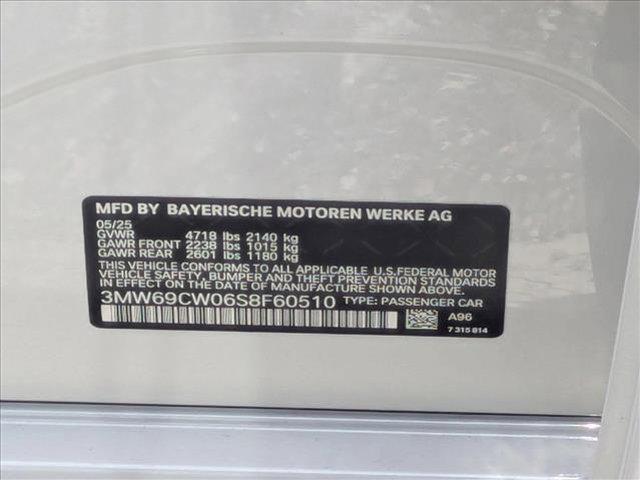 MFD BY BAYERISCHE MOTOREN WERKE AG
05/25
GVWR 4718 lbs 2140 kg
GAWR FRONT 2238 lbs 1015 kg
GAWR REAR 2601 lbs 1180 kg
THIS VEHICLE CONFORMS TO ALL APPLICABLE U.S.FEDERAL MOTOR
VEHICLE SAFETY, BUMPER AND THEFT PREVENTION STANDARDS
IN EFFECT ON THE DATE OF MANUFACTURE SHOWN ABOVE.
3MW69CW06S8F60510 TYPE: PASSENGER CAR
A96
7 315 814